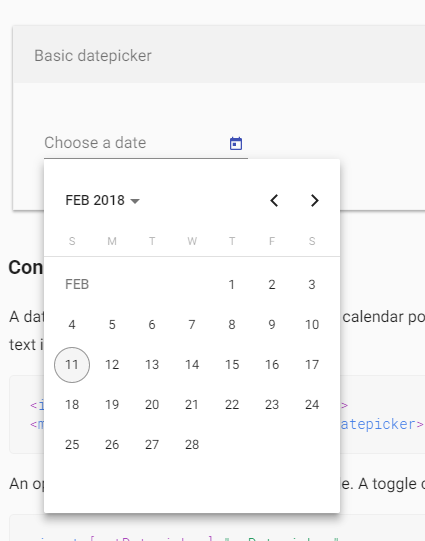 Basic datepicker
Choose a date
FEB 2018
S M T W T F S
FEB 1 2 3
4 5 6 7 8 9 10
11 12 13 14 15 16 17
18 19 20 21 22 23 24
25 26 27 28
Con
A dat calendar po
text i
<i >
<m atepicker>
An op e. A toggle